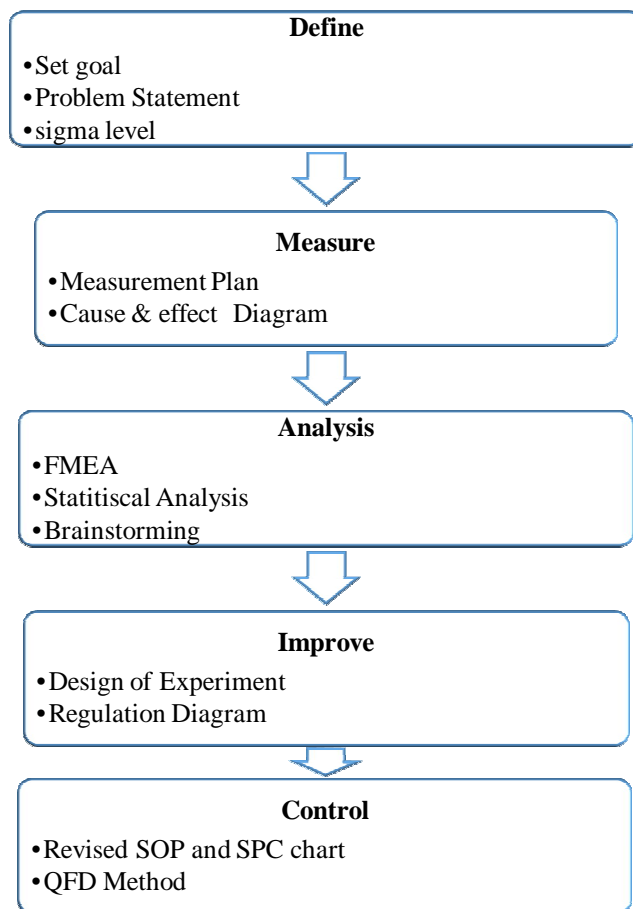 Define
•Set goal
•Problem Statement
•sigma level
Measure
•Measurement Plan
•Cause & effect Diagram
Analysis
•FMEA
•Statitiscal Analysis
•Brainstorming
Improve
•Design of Experiment
•Regulation Diagram
Control
•Revised SOP and SPC chart
•QFD Method